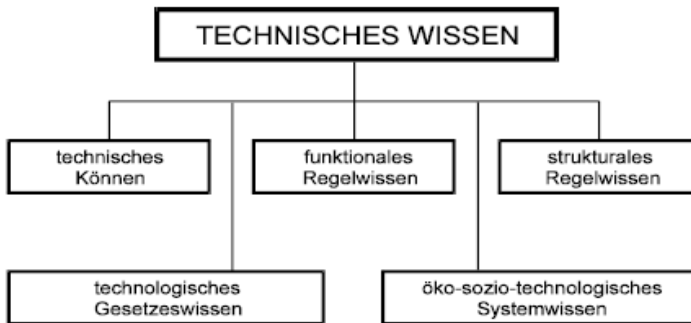 TECHNISCHES WISSEN
technisches
Können
funktionales
Regelwissen
strukturales
Regelwissen
technologisches
Gesetzeswissen
öko-sozio-technologisches
Systemwissen